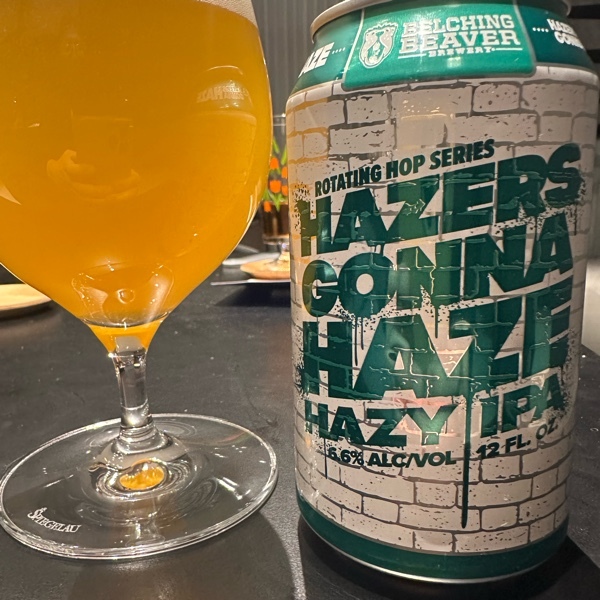 BELCHING
BEAVER
BREWERY
ROTATING HOP SERIES
HAZERS
GONNA
HAZE
HAZY IPA
6.6% ALC/VOL 12 FL. OZ.
SPIEGELAU